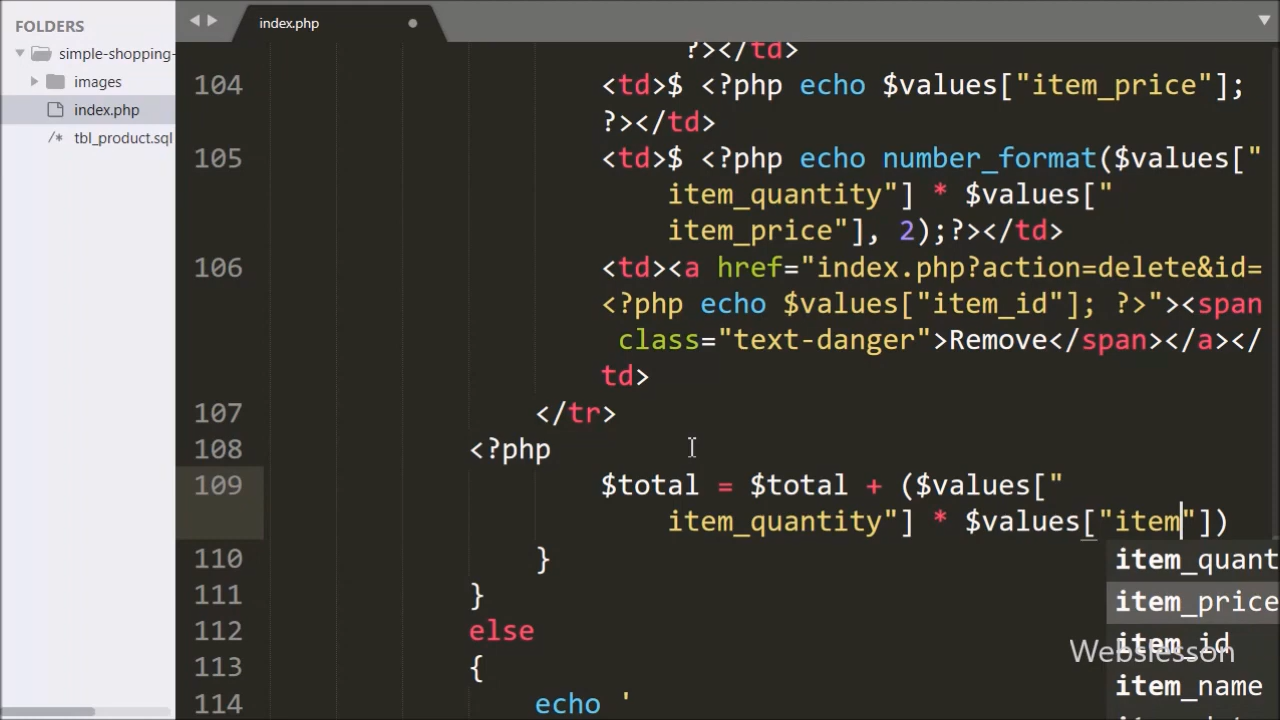 FOLDERS
simple-shopping-
images
index.php
tbl_product.sql
index.php
?></td>
104 <td>$ <?php echo $values["item_price"];
?></td>
105 <td>$ <?php echo number_format($values["
item_quantity"] * $values["
item_price"], 2);?></td>
106 <td><a href="index.php?action=delete&id=
<?php echo $values["item_id"]; ?>"><span
class="text-danger">Remove</span></a></
td>
107 </tr>
108 <?php
109 $total = $total + ($values["
item_quantity"] * $values["item"])
110 }
111 }
112 else
113 {
114 echo '
item_quant
item_price
item_id
item_name
Webslesson